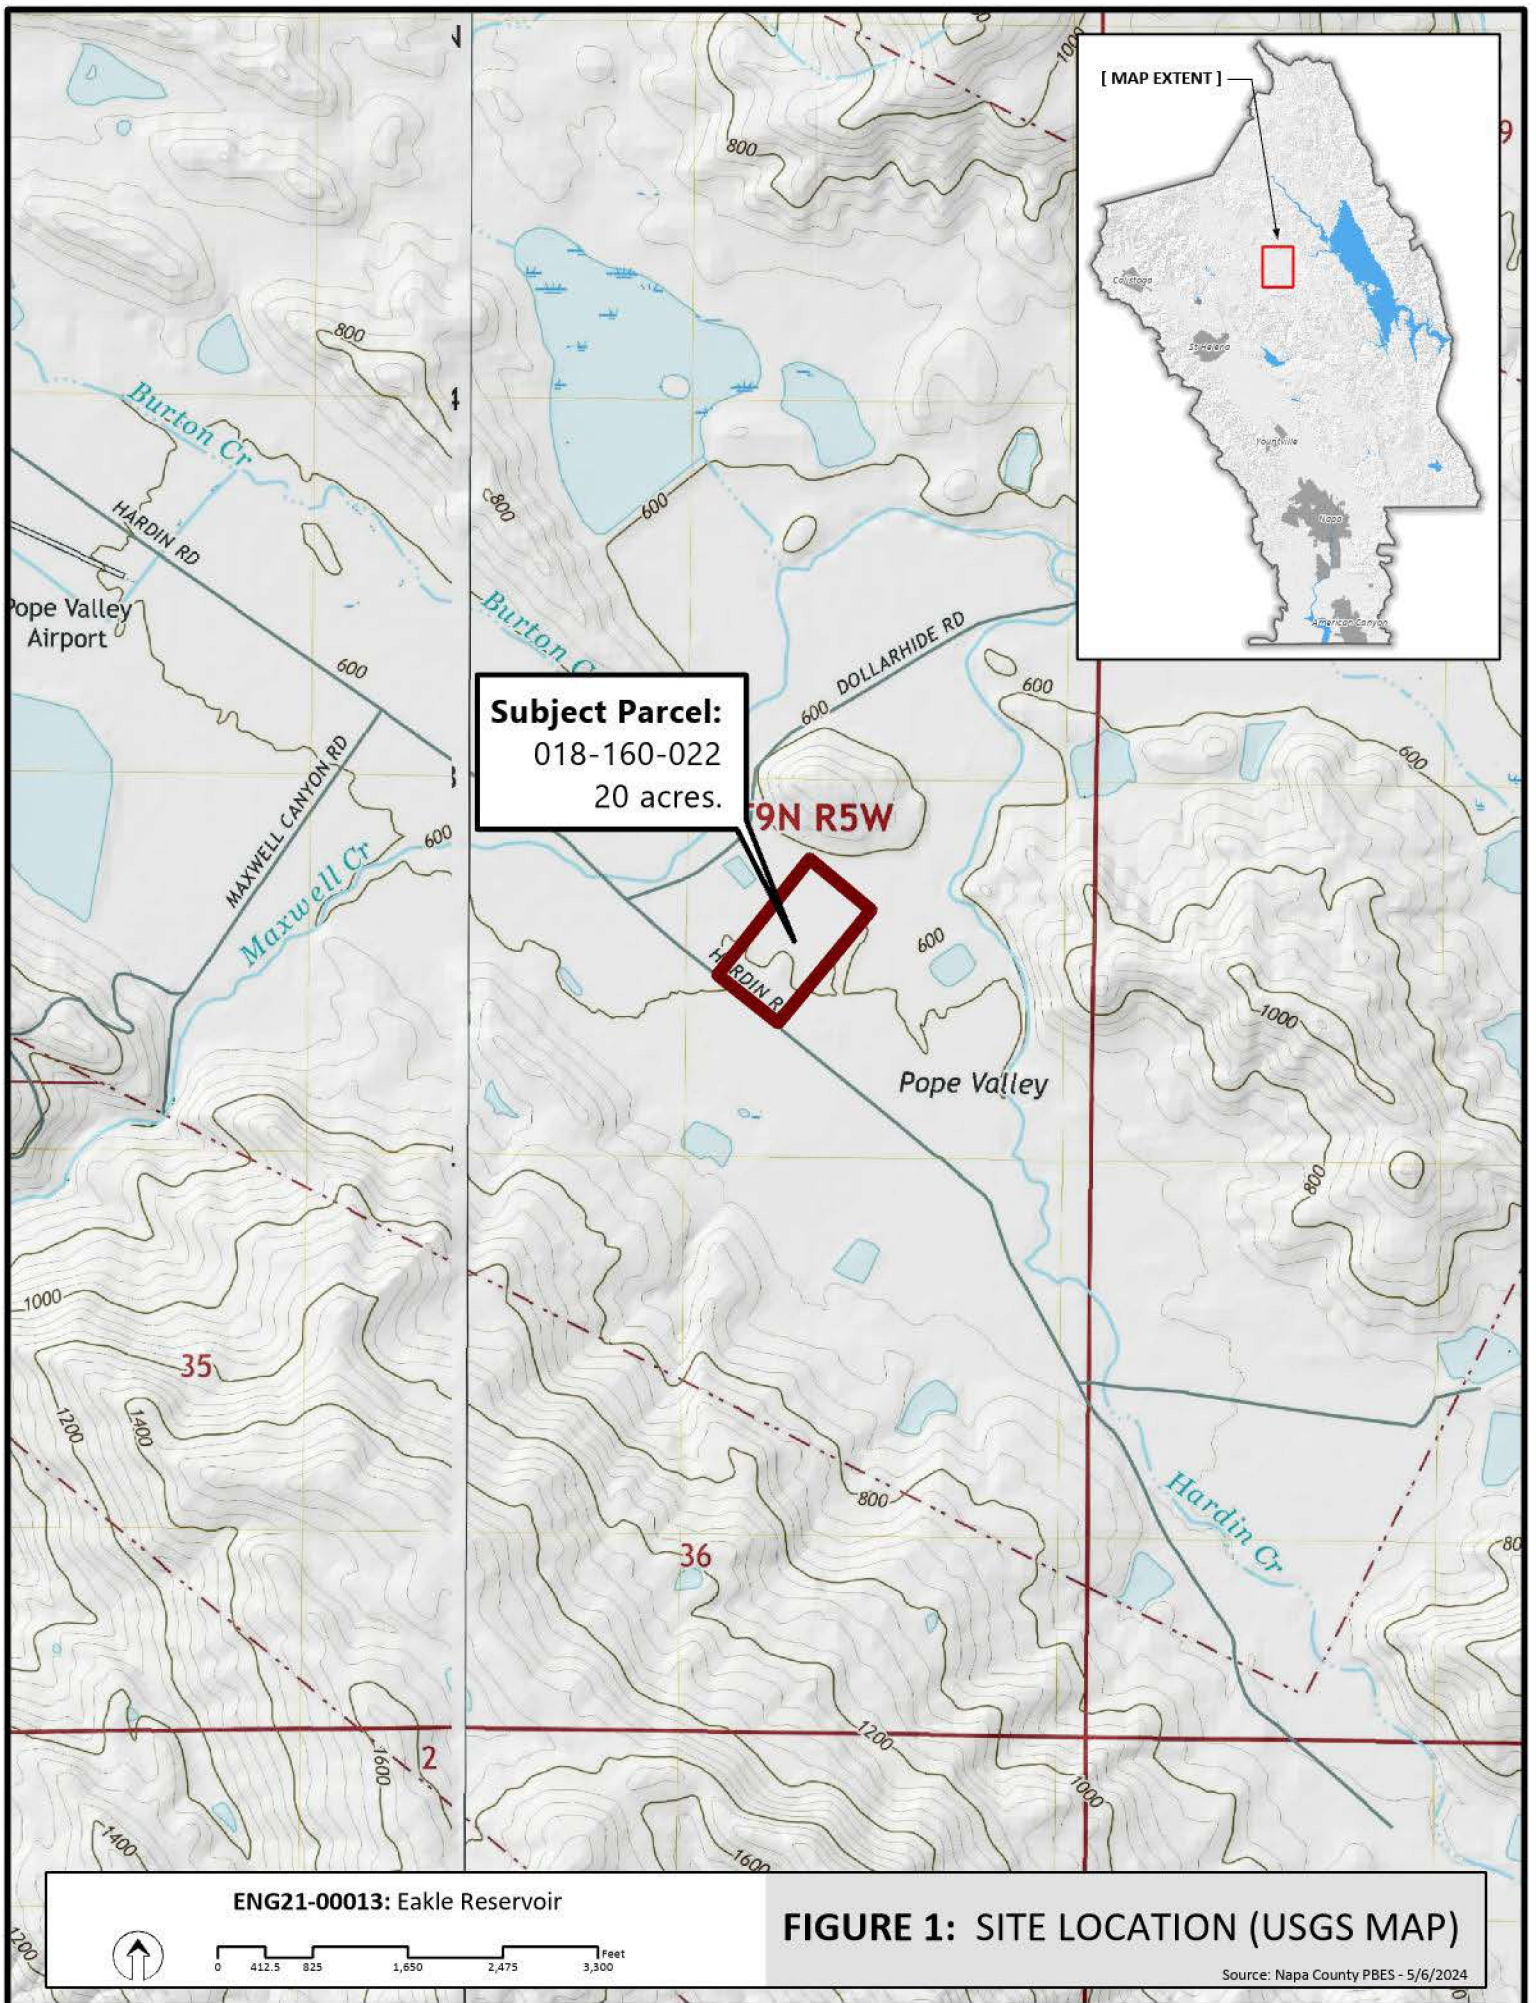 1000
[ MAP EXTENT ]
9
800
Calistoga
St Helena
Yountville
Napa
American Canyon
800
Burton Cr
4
HARDIN RD
800
600
Pope Valley
Airport
600
Burton C
DOLLARHIDE RD
600
600
600
Subject Parcel:
018-160-022
20 acres.
MAXWELL CANYON RD
Maxwell Cr
600
9N R5W
HARDIN R
600
1000
Pope Valley
800
1000
35
1200
1400
800
36
Hardin Cr
80
2
1600
1200
1000
1400
1600
1200
ENG21-00013: Eakle Reservoir
0 412.5 825 1,650 2,475 3,300
Feet
FIGURE 1: SITE LOCATION (USGS MAP)
Source: Napa County PBES - 5/6/2024